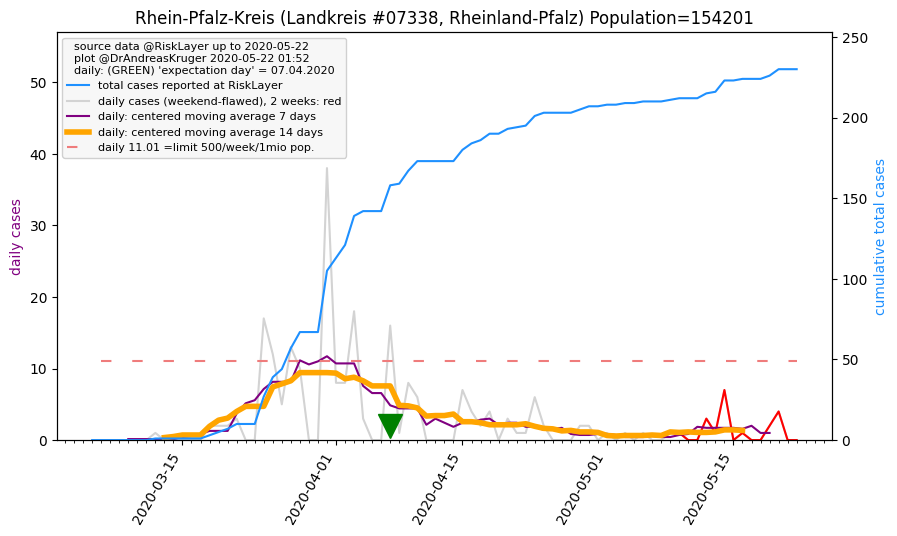 Rhein-Pfalz-Kreis (Landkreis #07338, Rheinland-Pfalz) Population=154201
source data @RiskLayer up to 2020-05-22
plot @DrAndreasKruger 2020-05-22 01:52
daily: (GREEN) 'expectation day' = 07.04.2020
total cases reported at RiskLayer
daily cases (weekend-flawed), 2 weeks: red
daily: centered moving average 7 days
daily: centered moving average 14 days
daily 11.01 =limit 500/week/1mio pop.
daily cases
50
40
30
20
10
0
cumulative total cases
250
200
150
100
50
0
2020-03-15
2020-04-01
2020-04-15
2020-05-01
2020-05-15